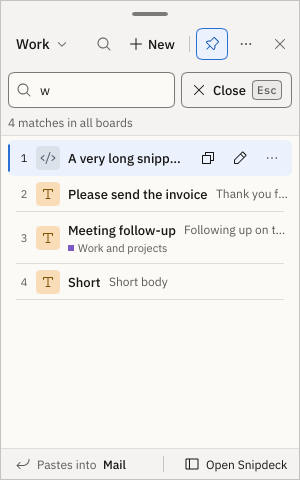 Work New
w Close Esc
4 matches in all boards
1 </> A very long snipp...
2 T Please send the invoice Thank you f...
3 T Meeting follow-up Following up on t...
Work and projects
4 T Short Short body
Pastes into Mail Open Snipdeck